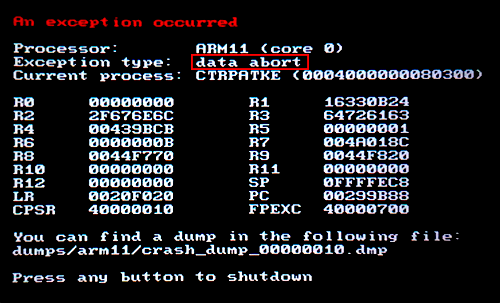 An exception occurred
Processor: ARM11 (core 0)
Exception type: data abort
Current process: CTRPATKE (0004000000080300)
R0 00000000 R1 16330B24
R2 2F676E6C R3 64726163
R4 00439BCB R5 00000001
R6 0000000B R7 004A018C
R8 0044F770 R9 0044F820
R10 00000000 R11 00000000
R12 00000000 SP 0FFFFEC8
LR 0020F020 PC 00299B88
CPSR 40000010 FPEXC 40000700
You can find a dump in the following file:
dumps/arm11/crash_dump_00000010.dmp
Press any button to shutdown